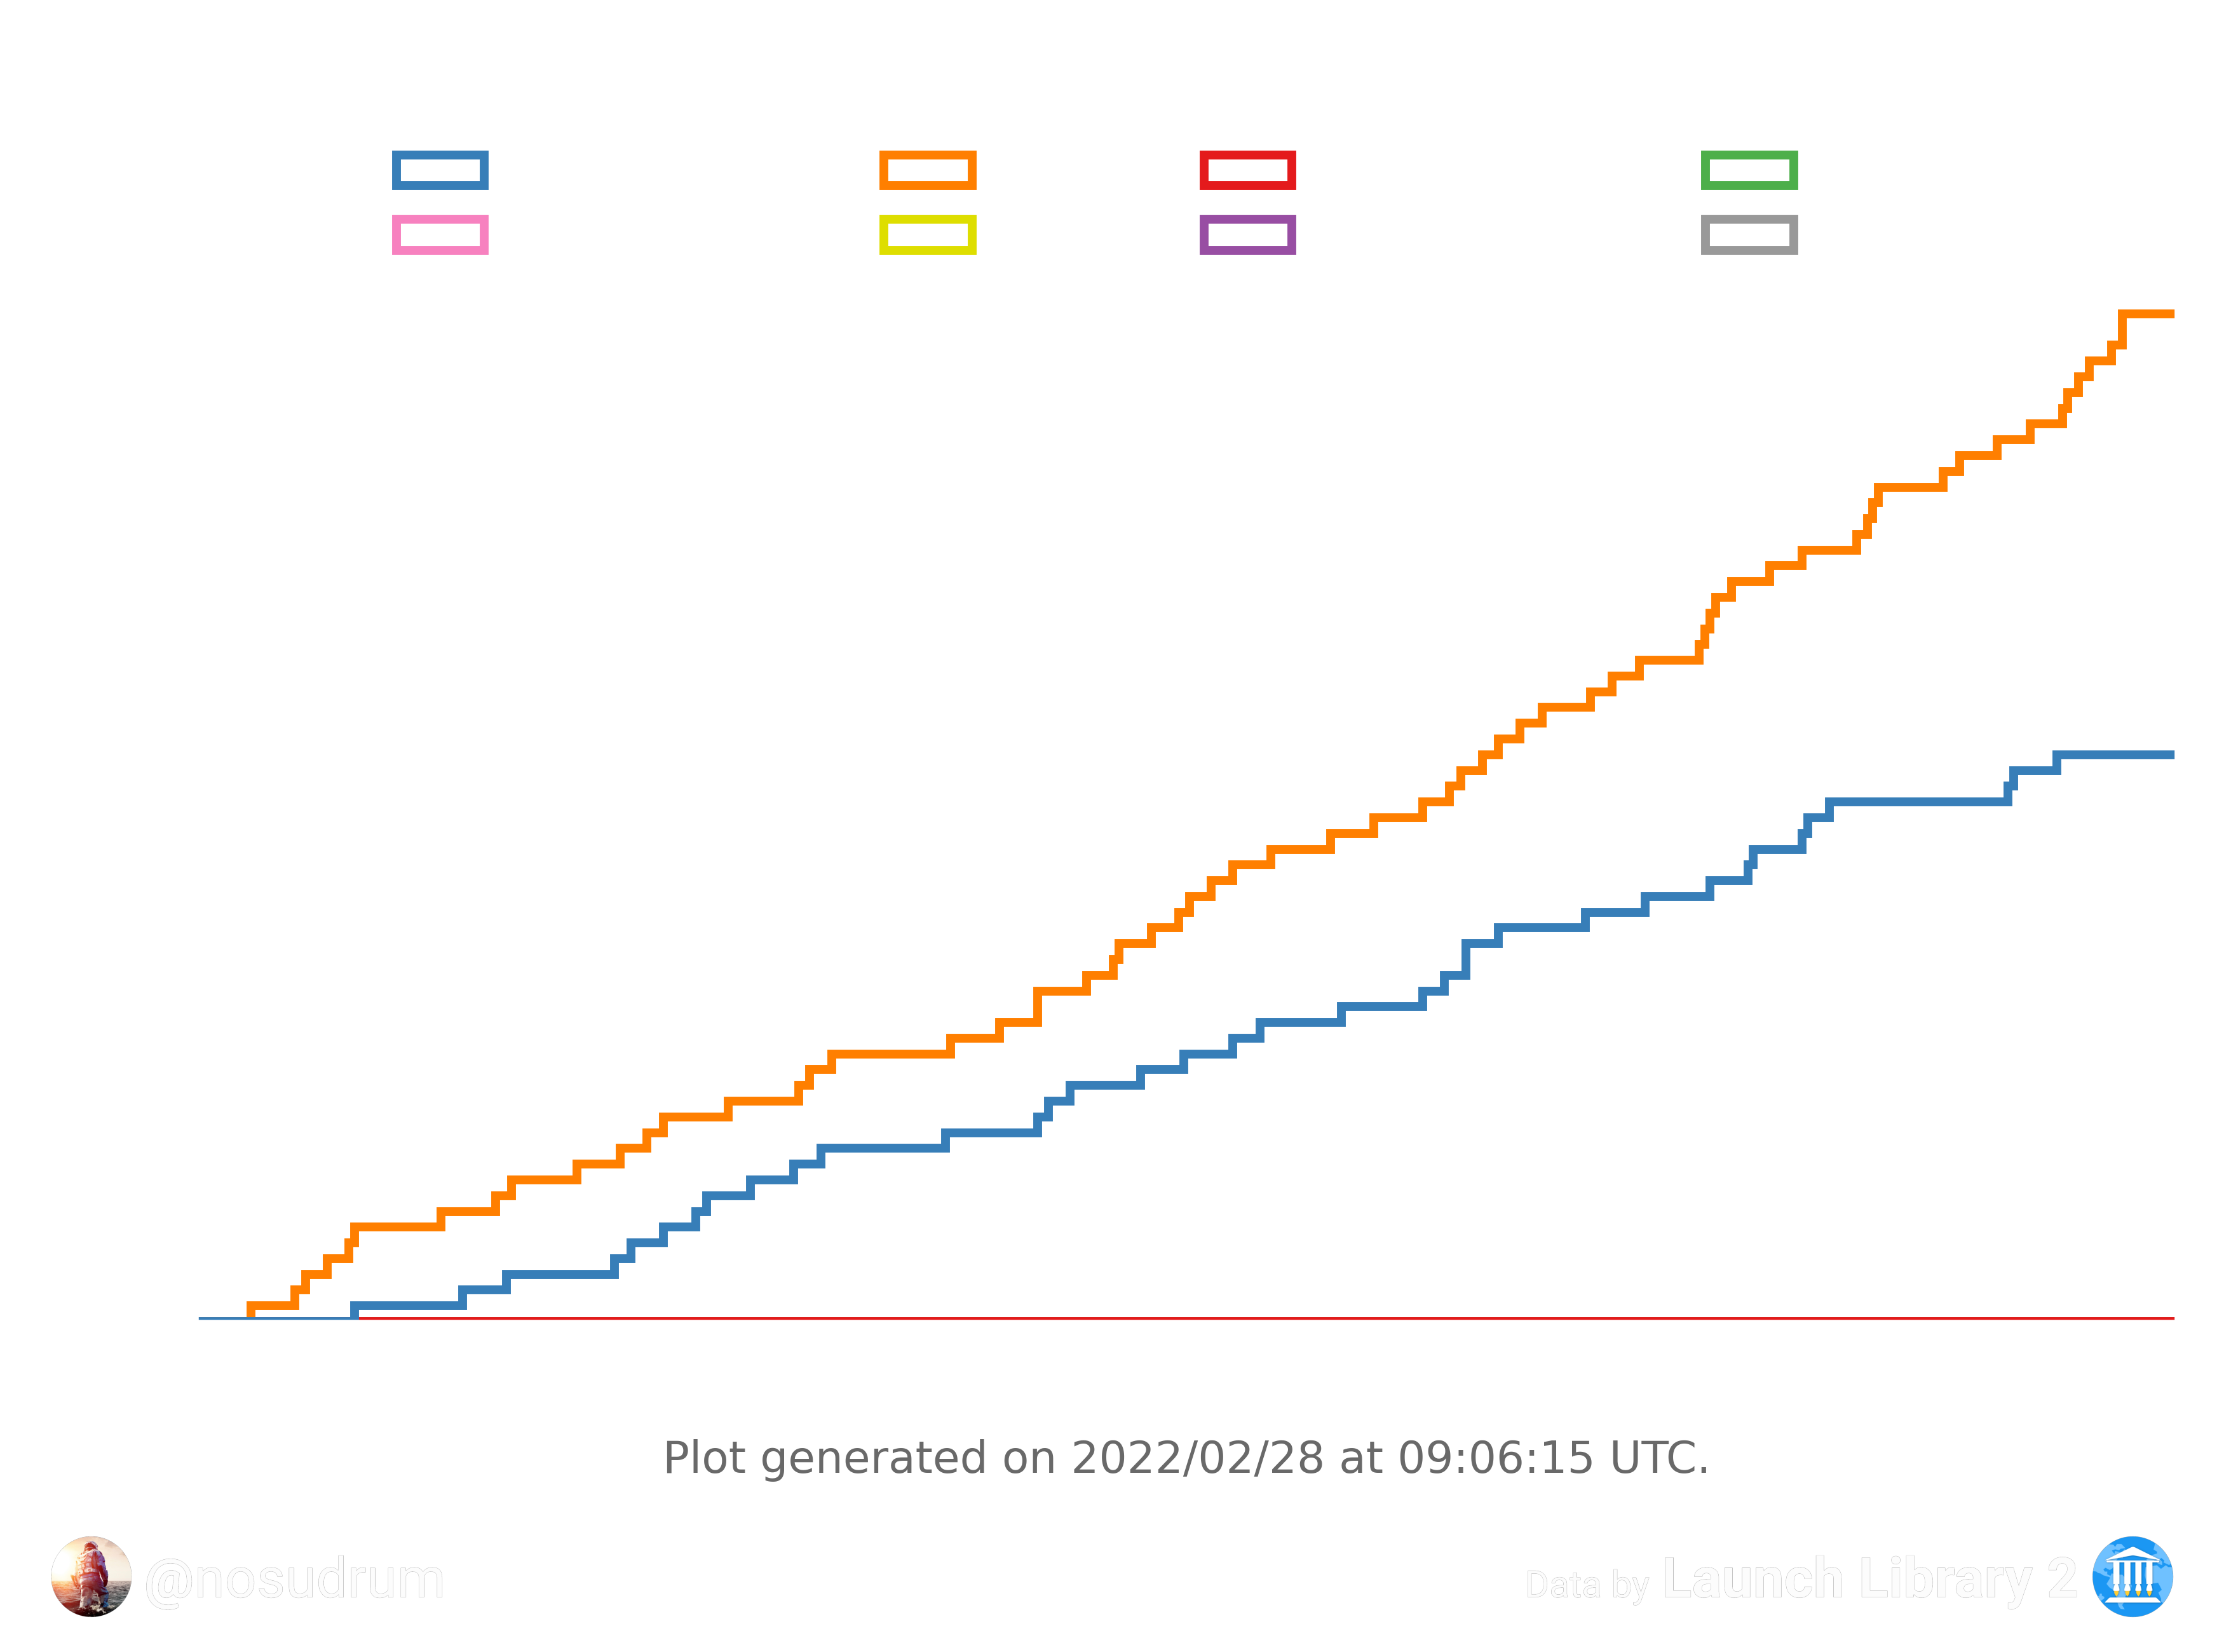 Plot generated on 2022/02/28 at 09:06:15 UTC.
@nosudrum
Data by Launch Library 2